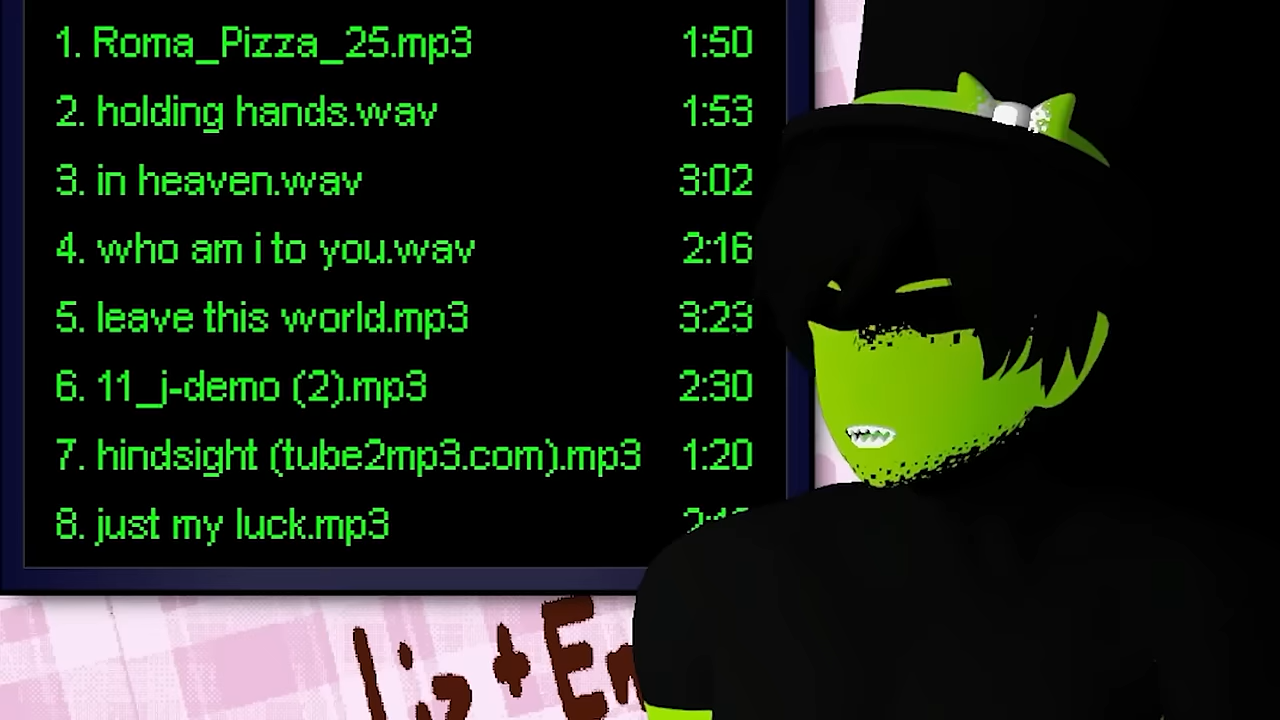 1. Roma_Pizza_25.mp3 1:50
2. holding hands.wav 1:53
3. in heaven.wav 3:02
4. who am i to you.wav 2:16
5. leave this world.mp3 3:23
6. 11_j-demo (2).mp3 2:30
7. hindsight (tube2mp3.com).mp3 1:20
8. just my luck.mp3